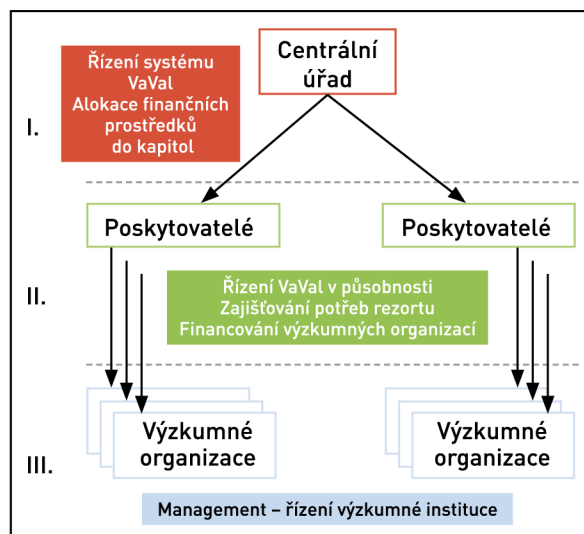 Řízení systému
VaVal
Alokace finančních
prostředků
do kapitol
Centrální
úřad
I.
Poskytovatelé
Poskytovatelé
II.
Řízení VaVal v působnosti
Zajišťování potřeb rezortu
Financování výzkumných organizací
Výzkumné
organizace
Výzkumné
organizace
III.
Management – řízení výzkumné instituce